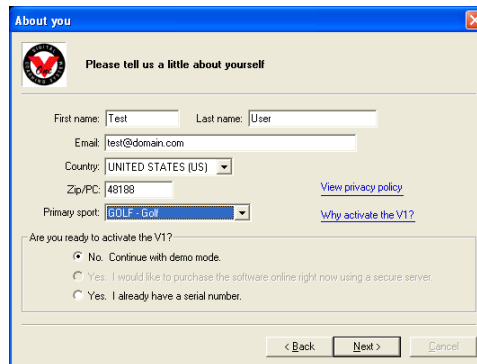 About you
Please tell us a little about yourself
First name: Test Last name: User
Email: test@domain.com
Country: UNITED STATES (US)
Zip/PC: 48188 View privacy policy
Primary sport: GOLF - Golf Why activate the V1?
Are you ready to activate the V1?
No. Continue with demo mode.
Yes. I would like to purchase the software online right now using a secure server.
Yes. I already have a serial number.
< Back Next > Cancel